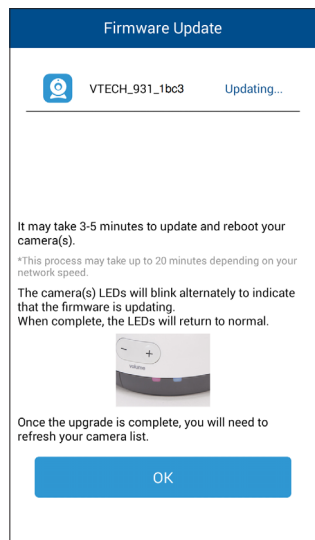 Firmware Update
VTECH_931_1bc3 Updating...
It may take 3-5 minutes to update and reboot your
camera(s).
*This process may take up to 20 minutes depending on your
network speed.
The camera(s) LEDs will blink alternately to indicate
that the firmware is updating.
When complete, the LEDs will return to normal.
- +
volume
Once the upgrade is complete, you will need to
refresh your camera list.
OK